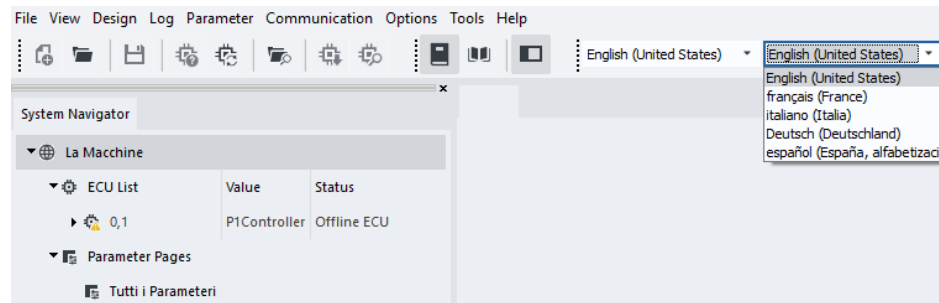 File View Design Log Parameter Communication Options Tools Help
English (United States) English (United States)
English (United States)
français (France)
italiano (Italia)
Deutsch (Deutschland)
español (España, alfabetizaci
System Navigator
La Macchine
ECU List Value Status
0,1 P1Controller Offline ECU
Parameter Pages
Tutti i Parameteri